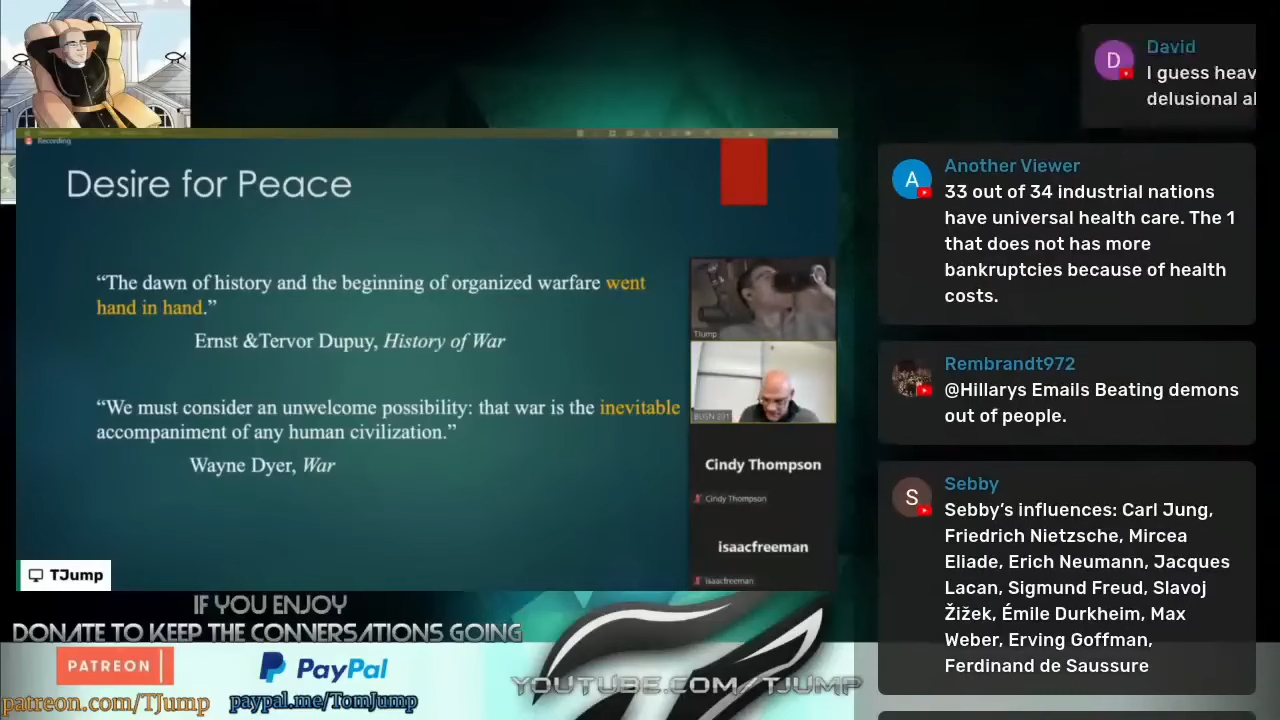 Recording
Desire for Peace
“The dawn of history and the beginning of organized warfare went
hand in hand.”
Ernst &Tervor Dupuy, History of War
“We must consider an unwelcome possibility: that war is the inevitable
accompaniment of any human civilization.”
Wayne Dyer, War
TJump
Cindy Thompson
Cindy Thompson
isaacfreeman
isaacfreeman
TJump
IF YOU ENJOY
DONATE TO KEEP THE CONVERSATIONS GOING
PATREON
PayPal
patreon.com/TJump
paypal.me/TomJump
YOUTUBE.COM/TJUMP
D
David
I guess heav
delusional al
A
Another Viewer
33 out of 34 industrial nations
have universal health care. The 1
that does not has more
bankruptcies because of health
costs.
Rembrandt972
@Hillarys Emails Beating demons
out of people.
S
Sebby
Sebby’s influences: Carl Jung,
Friedrich Nietzsche, Mircea
Eliade, Erich Neumann, Jacques
Lacan, Sigmund Freud, Slavoj
Žižek, Émile Durkheim, Max
Weber, Erving Goffman,
Ferdinand de Saussure